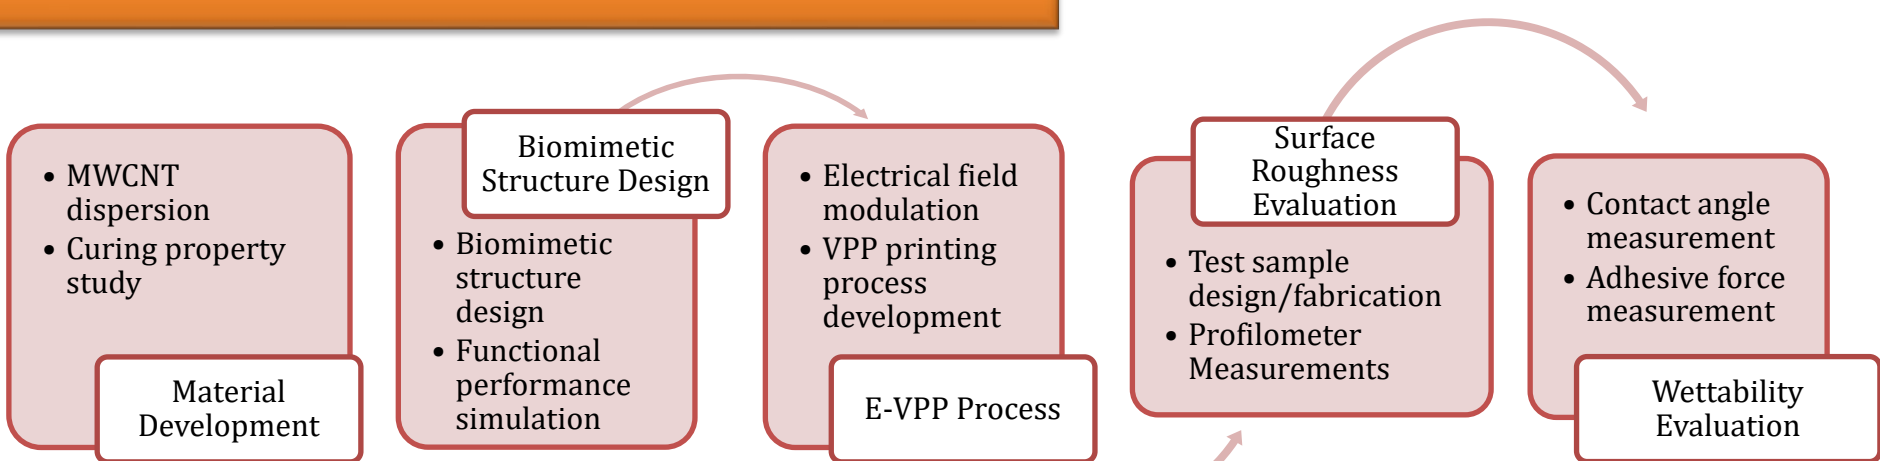 • MWCNT
dispersion
• Curing property
study
Material
Development
Biomimetic
Structure Design
• Biomimetic
structure
design
• Functional
performance
simulation
• Electrical field
modulation
• VPP printing
process
development
E-VPP Process
Surface
Roughness
Evaluation
• Test sample
design/fabrication
• Profilometer
Measurements
• Contact angle
measurement
• Adhesive force
measurement
Wettability
Evaluation